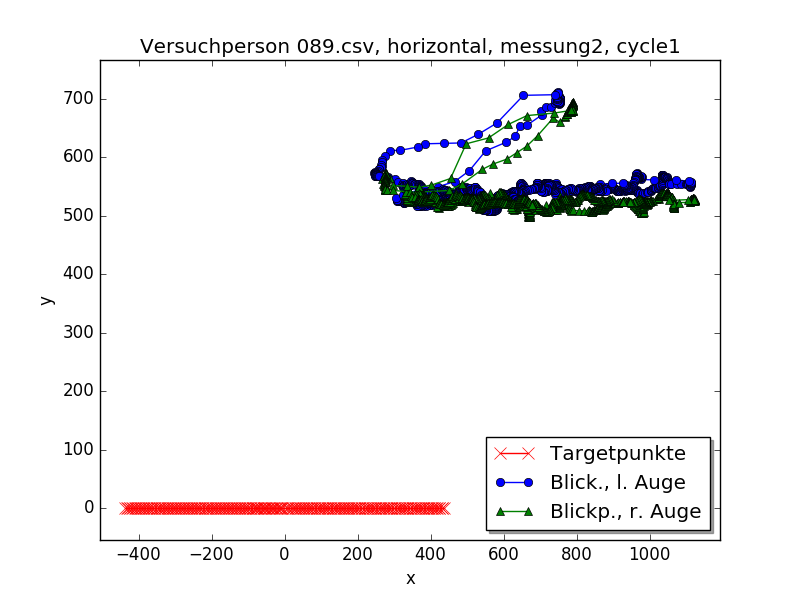 Versuchperson 089.csv, horizontal, messung2, cycle1
700
600
500
400
300
200
100
0
y
−400 −200 0 200 400 600 800 1000
x
Targetpunkte
Blick., l. Auge
Blickp., r. Auge